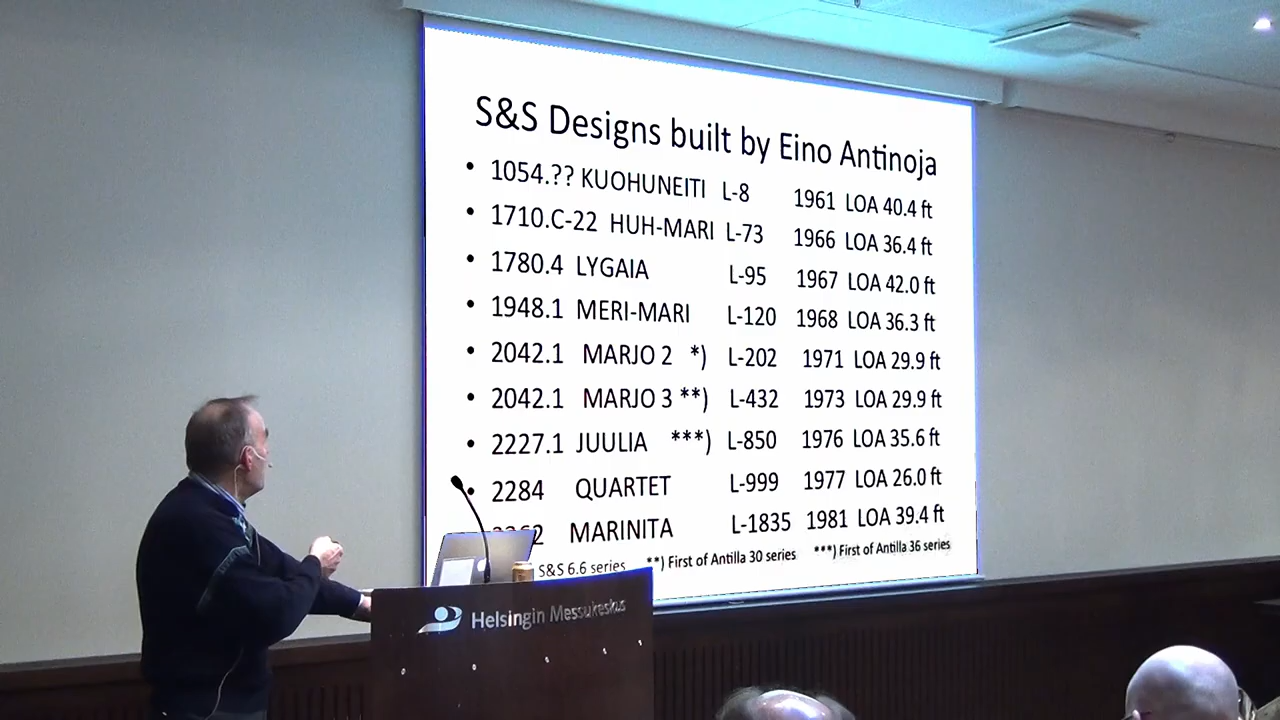 S&S Designs built by Eino Antinoja
• 1054.?? KUOHUNEITI L-8 1961 LOA 40.4 ft
• 1710.C-22 HUH-MARI L-73 1966 LOA 36.4 ft
• 1780.4 LYGAIA L-95 1967 LOA 42.0 ft
• 1948.1 MERI-MARI L-120 1968 LOA 36.3 ft
• 2042.1 MARJO 2 *) L-202 1971 LOA 29.9 ft
• 2042.1 MARJO 3 **) L-432 1973 LOA 29.9 ft
• 2227.1 JUULIA ***) L-850 1976 LOA 35.6 ft
• 2284 QUARTET L-999 1977 LOA 26.0 ft
MARINITA L-1835 1981 LOA 39.4 ft
S&S 6.6 series **) First of Antilla 30 series ***) First of Antilla 36 series
Helsingin Messukeskus